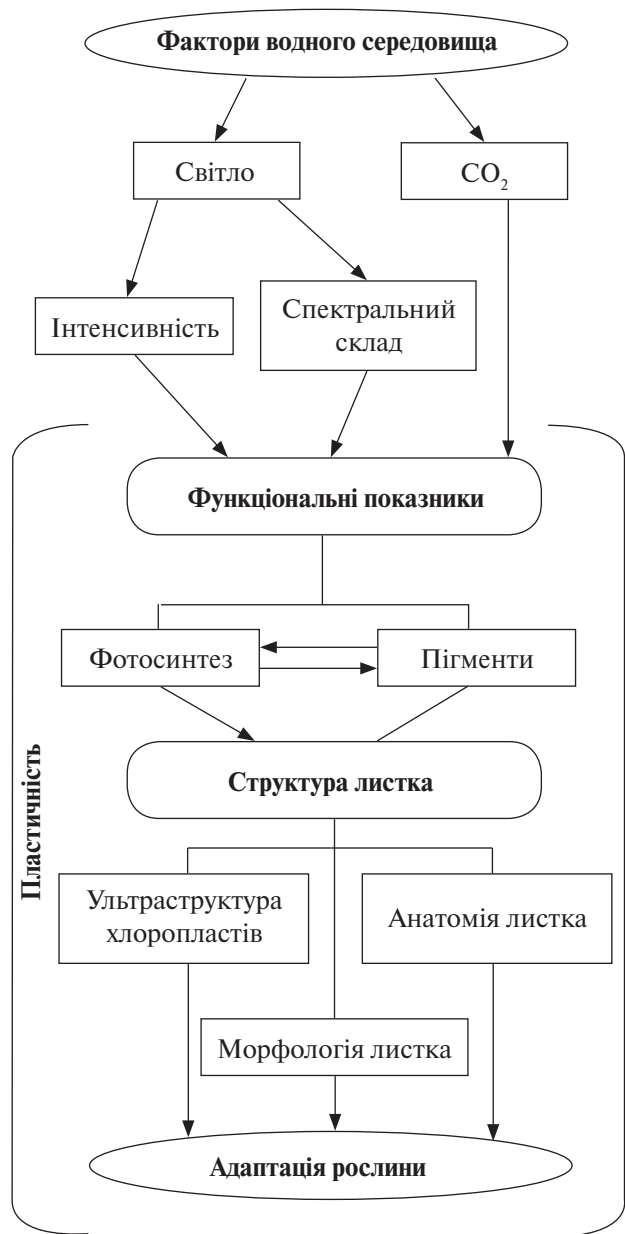 Фактори водного середовища
Світло
CO₂
Інтенсивність
Спектральний
склад
Функціональні показники
Фотосинтез
Пігменти
Структура листка
Пластичність
Ультраструктура
хлоропластів
Анатомія листка
Морфологія листка
Адаптація рослини